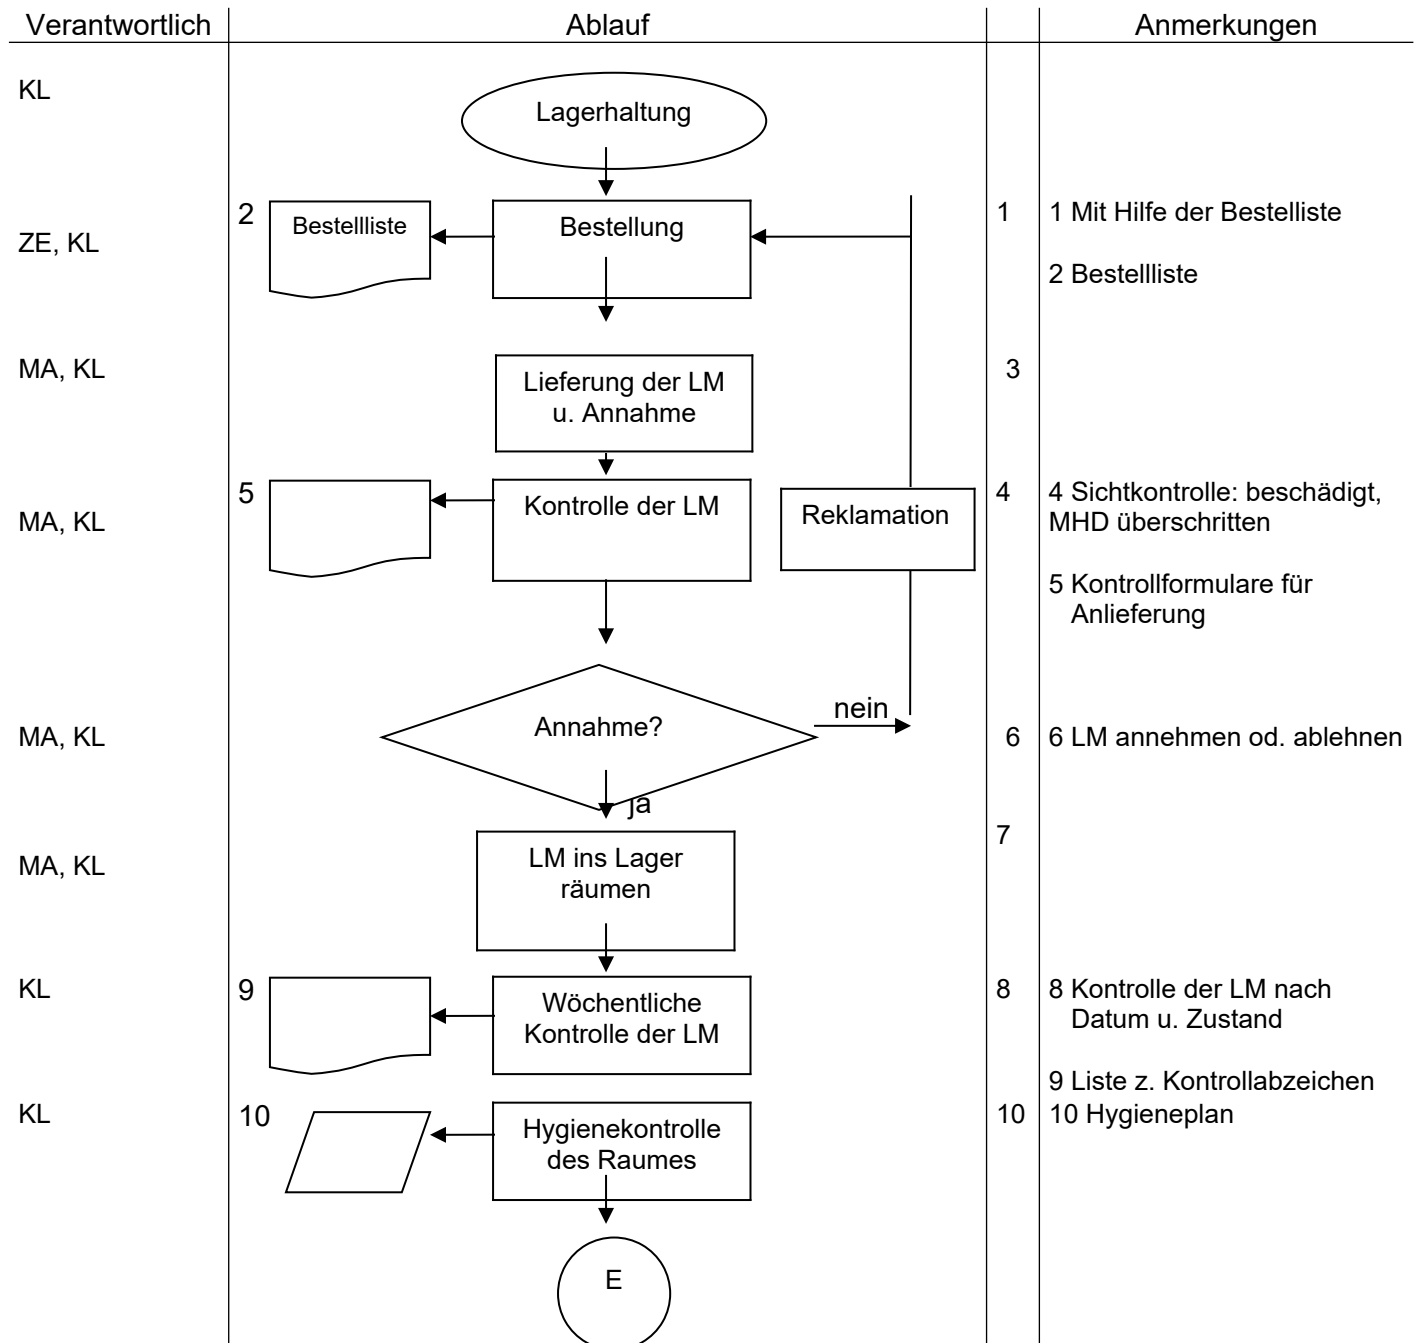 Verantwortlich
Ablauf
Anmerkungen
KL
Lagerhaltung
ZE, KL
2
Bestellliste
Bestellung
1
1 Mit Hilfe der Bestelliste
2 Bestellliste
MA, KL
Lieferung der LM
u. Annahme
3
MA, KL
5
Kontrolle der LM
Reklamation
4
4 Sichtkontrolle: beschädigt,
MHD überschritten
5 Kontrollformulare für
Anlieferung
MA, KL
Annahme?
nein
6
6 LM annehmen od. ablehnen
ja
MA, KL
LM ins Lager
räumen
7
KL
9
Wöchentliche
Kontrolle der LM
8
8 Kontrolle der LM nach
Datum u. Zustand
9 Liste z. Kontrollabzeichen
KL
10
Hygienekontrolle
des Raumes
10
10 Hygieneplan
E